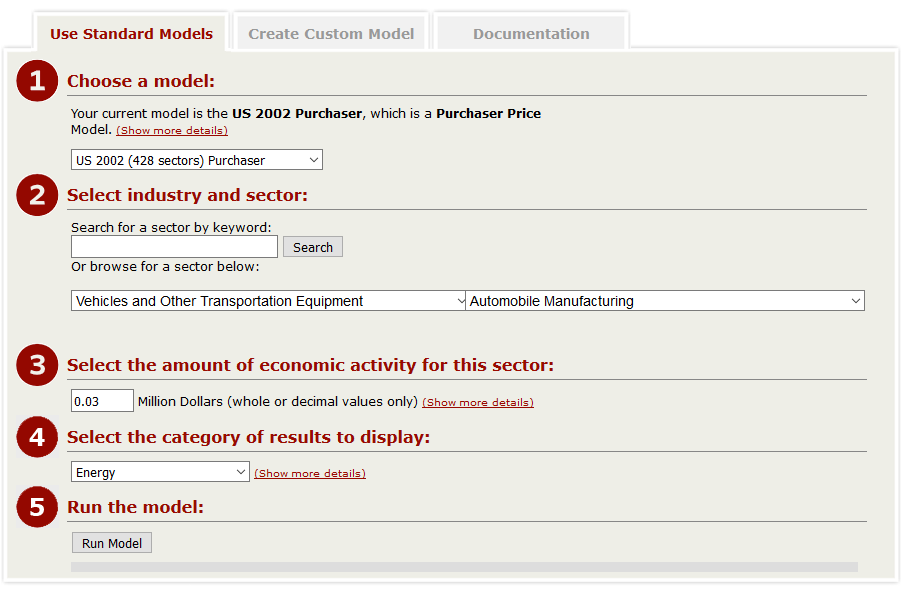 Use Standard Models
Create Custom Model
Documentation
1 Choose a model:
Your current model is the US 2002 Purchaser, which is a Purchaser Price
Model. (Show more details)
US 2002 (428 sectors) Purchaser
2 Select industry and sector:
Search for a sector by keyword:
Search
Or browse for a sector below:
Vehicles and Other Transportation Equipment
Automobile Manufacturing
3 Select the amount of economic activity for this sector:
0.03 Million Dollars (whole or decimal values only) (Show more details)
4 Select the category of results to display:
Energy (Show more details)
5 Run the model:
Run Model